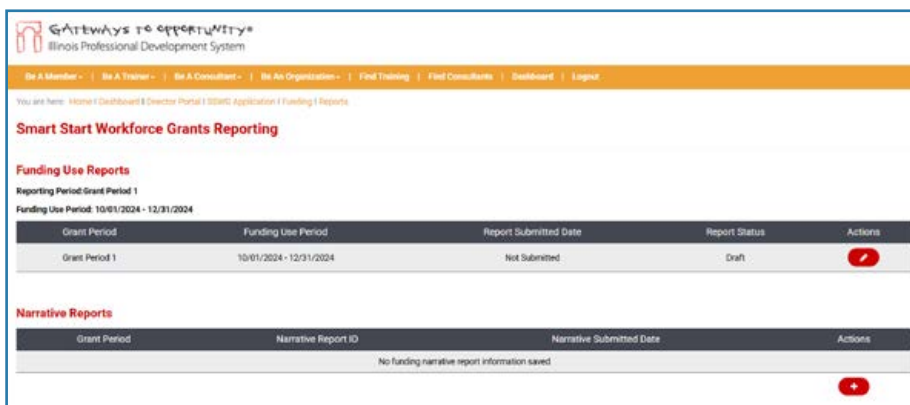 GATEWAYS TO OPPORTUNITY®
Illinois Professional Development System
Be A Member - | Be A Trainer - | Be A Consultant - | Be An Organization - | Find Training | Find Consultants | Dashboard | Logout
You are here: Home I Dashboard I Director Portal I SSWG Application I Funding I Reports
Smart Start Workforce Grants Reporting
Funding Use Reports
Reporting Period:Grant Period 1
Funding Use Period: 10/01/2024 - 12/31/2024
Grant Period Funding Use Period Report Submitted Date Report Status Actions
Grant Period 1 10/01/2024 - 12/31/2024 Not Submitted Draft
Narrative Reports
Grant Period Narrative Report ID Narrative Submitted Date Actions
No funding narrative report information saved